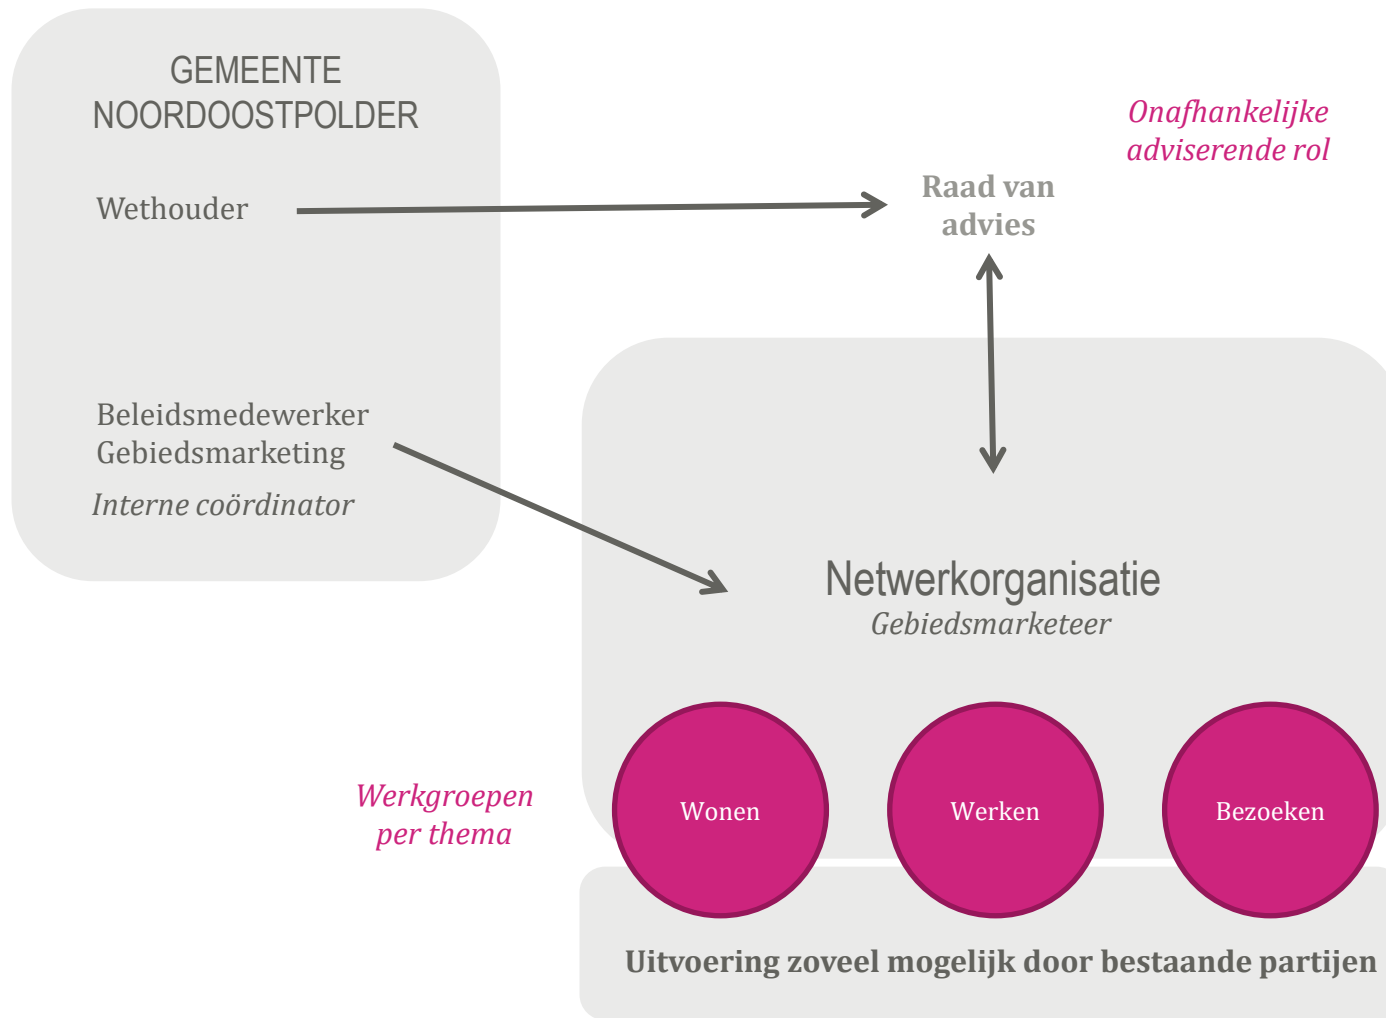 GEMEENTE
NOORDOOSTPOLDER
Wethouder
Onafhankelijke
adviserende rol
Raad van
advies
Beleidsmedewerker
Gebiedsmarketing
Interne coördinator
Netwerkorganisatie
Gebiedsmarketeer
Werkgroepen
per thema
Wonen
Werken
Bezoeken
Uitvoering zoveel mogelijk door bestaande partijen